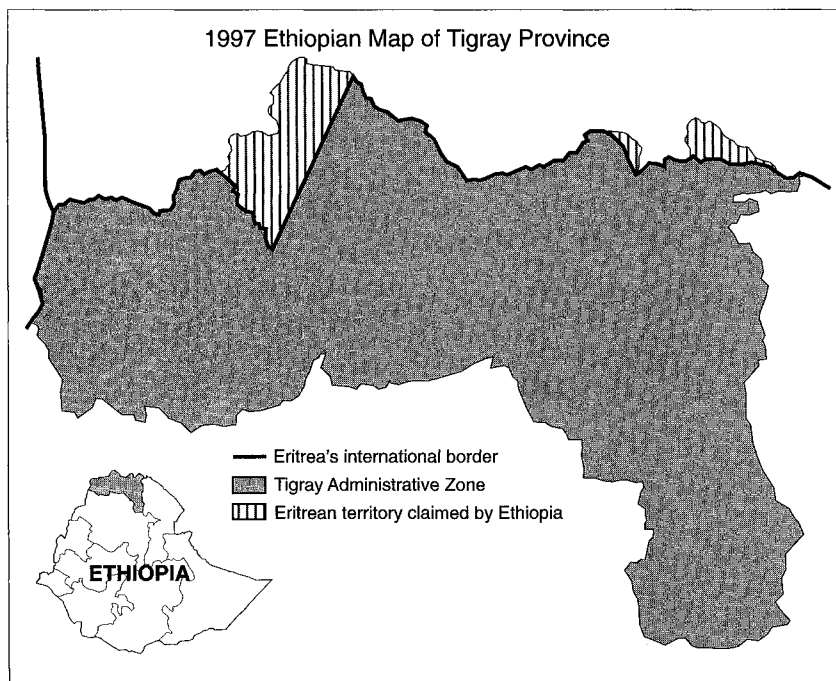 1997 Ethiopian Map of Tigray Province
Eritrea's international border
Tigray Administrative Zone
Eritrean territory claimed by Ethiopia
ETHIOPIA